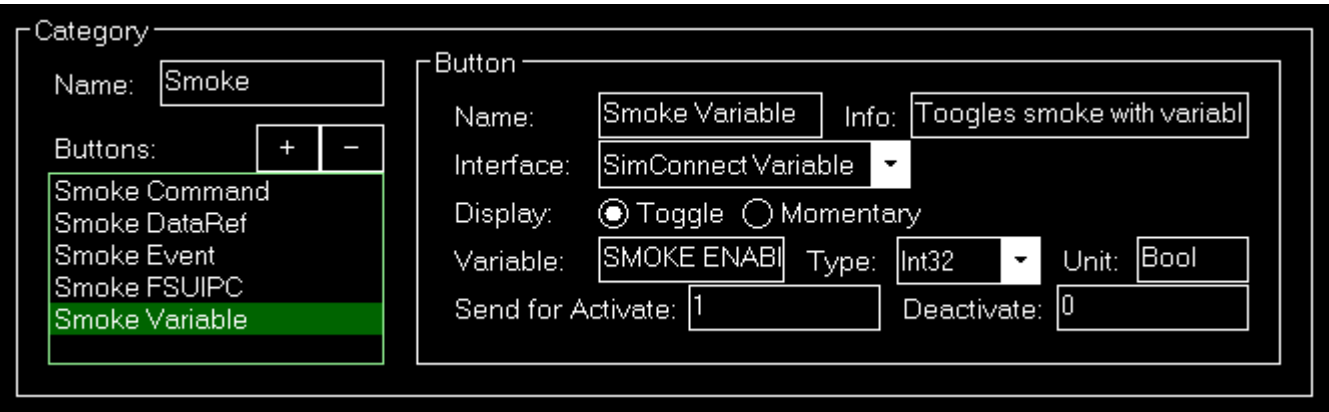 Category
Name: Smoke
Buttons: + -
Smoke Command
Smoke DataRef
Smoke Event
Smoke FSUIPC
Smoke Variable
Button
Name: Smoke Variable Info: Toogles smoke with variabl
Interface: SimConnect Variable
Display: Toggle Momentary
Variable: SMOKE ENABI Type: Int32 Unit: Bool
Send for Activate: 1 Deactivate: 0